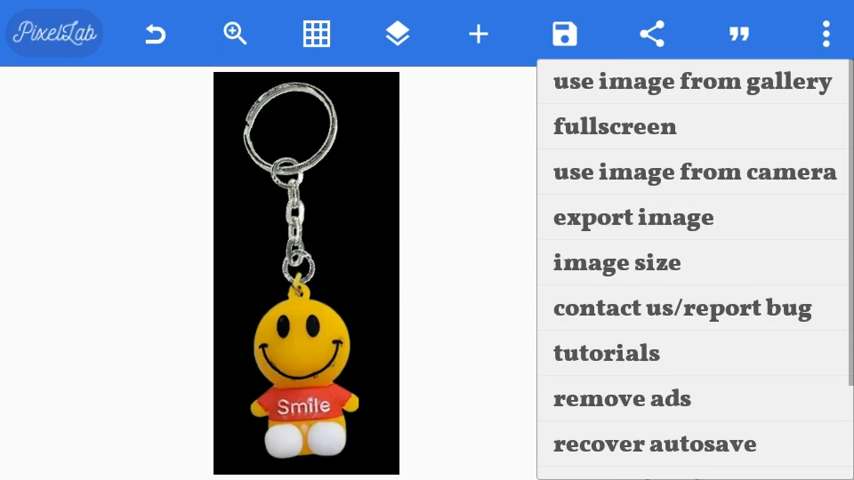 PixelLab
use image from gallery
fullscreen
use image from camera
export image
image size
contact us/report bug
tutorials
remove ads
recover autosave
Smile